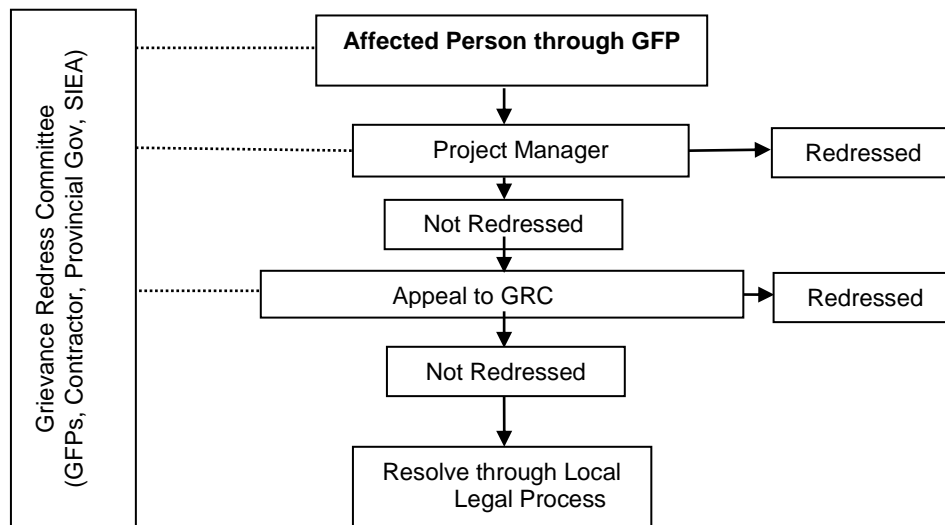 Grievance Redress Committee
(GFPs, Contractor, Provincial Gov, SIEA)
Affected Person through GFP
Project Manager
Redressed
Not Redressed
Appeal to GRC
Redressed
Not Redressed
Resolve through Local
Legal Process